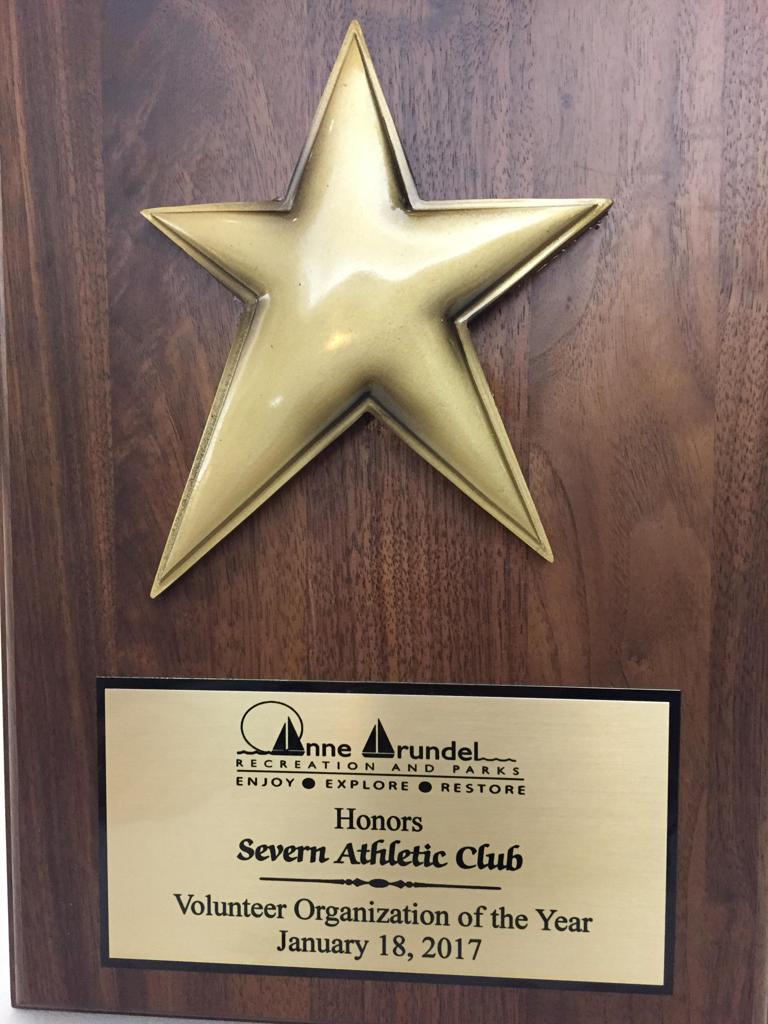 Anne Arundel
RECREATION AND PARKS
ENJOY ● EXPLORE ● RESTORE
Honors
Severn Athletic Club
Volunteer Organization of the Year
January 18, 2017